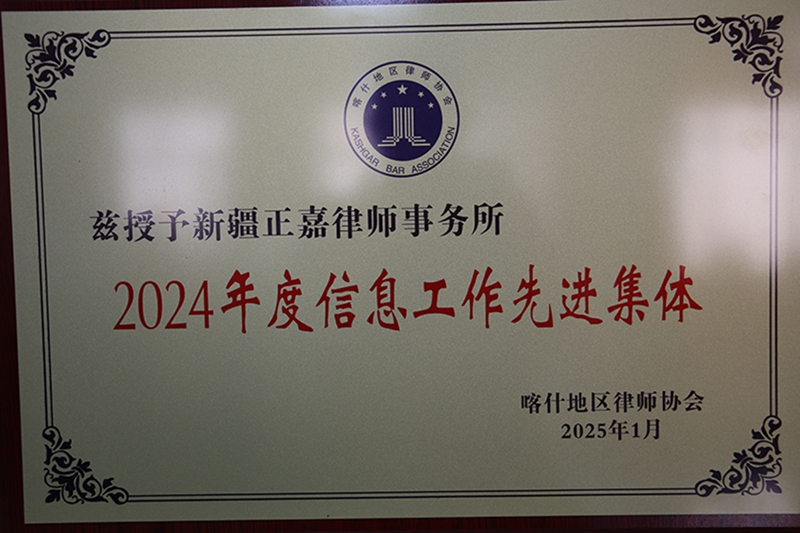 喀什地区律师协会
KASHGAR BAR ASSOCIATION
兹授予新疆正嘉律师事务所
2024年度信息工作先进集体
喀什地区律师协会
2025年1月